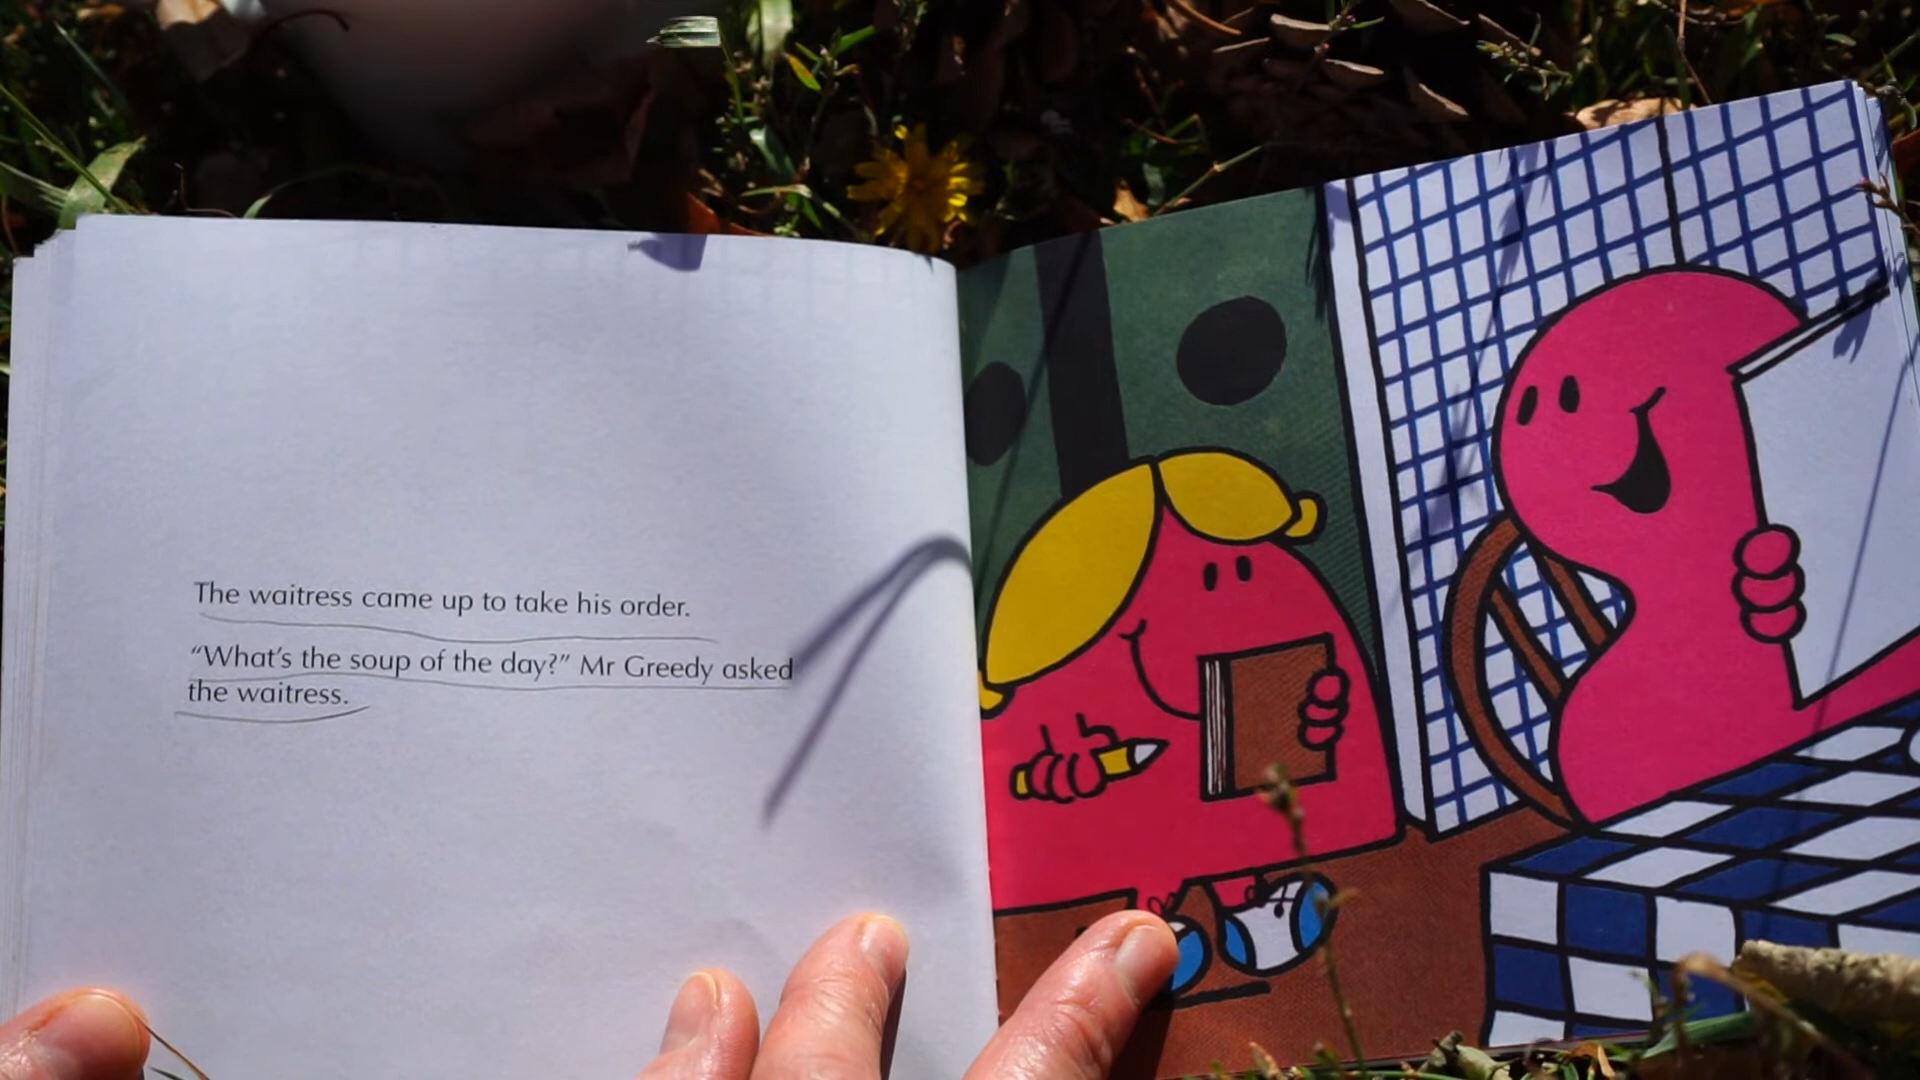 The waitress came up to take his order.
“What’s the soup of the day?” Mr Greedy asked
the waitress.